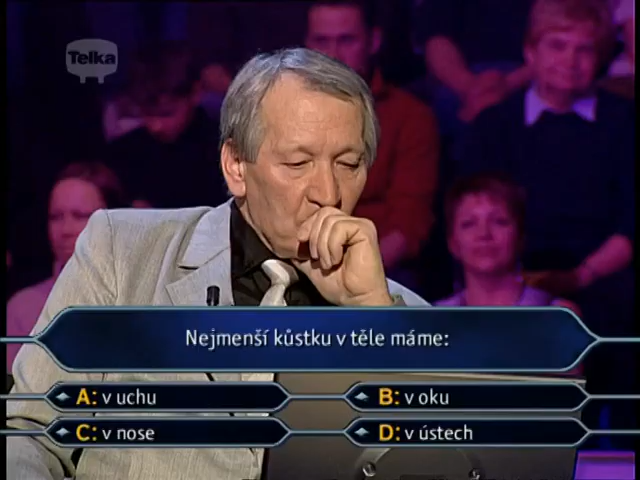 Telka
Nejmenší kůstku v těle máme:
A: v uchu
B: v oku
C: v nose
D: v ústech